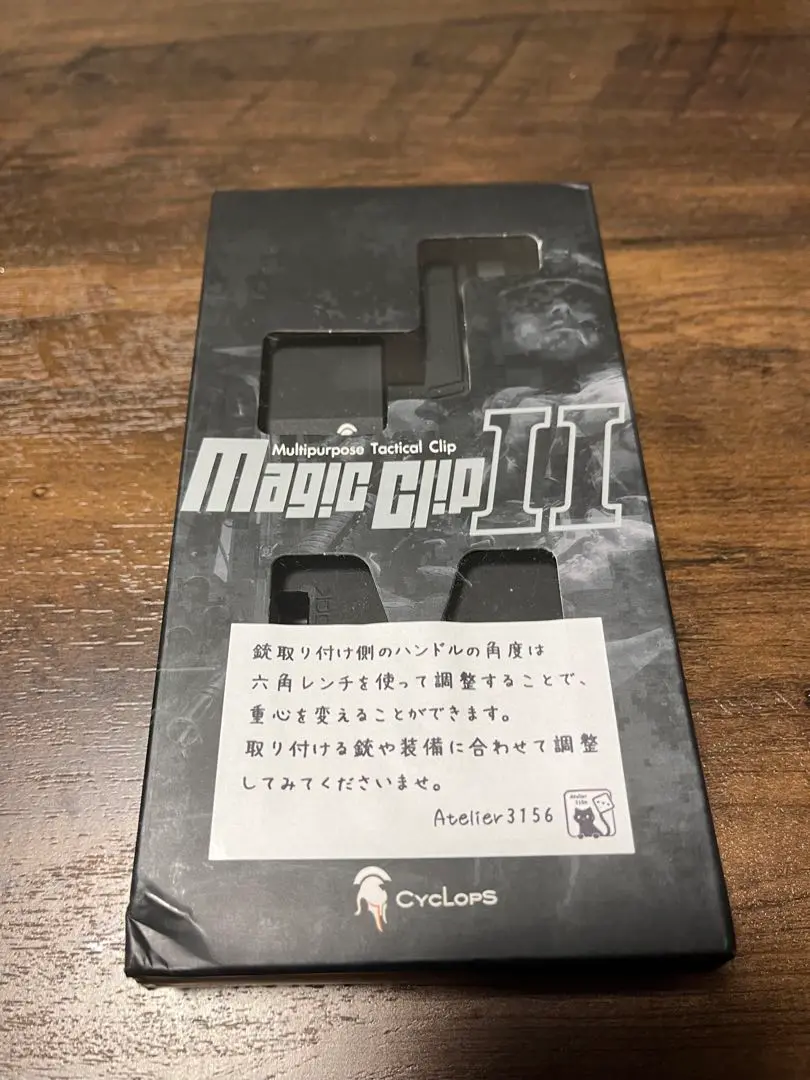 Multipurpose Tactical Clip
Magic Clip II
銃取り付け側のハンドルの角度は
六角レンチを使って調整することで、
重心を変えることができます。
取り付ける銃や装備に合わせて調整
してみてくださいませ。
Atelier3156
Atelier
3156
CYCLOPS